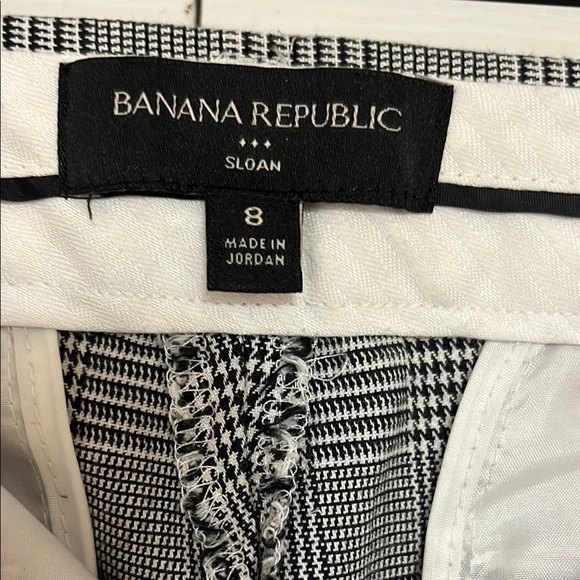 BANANA REPUBLIC
SLOAN
8
MADE IN
JORDAN